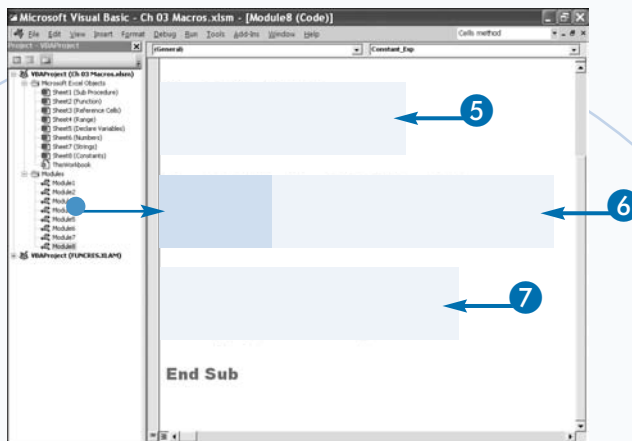 Microsoft Visual Basic - Ch 03 Macros.xlsm - [Module8 (Code)]
File Edit View Insert Format Debug Run Tools Add-Ins Window Help
Cells method
Project - VBAProject
(General)
Constant_Exp
VBAProject (Ch 03 Macros.xlsm)
Microsoft Excel Objects
Sheet1 (Sub Procedure)
Sheet2 (Function)
Sheet3 (Reference Cells)
Sheet4 (Range)
Sheet5 (Declare Variables)
Sheet6 (Numbers)
Sheet7 (Strings)
Sheet8 (Constants)
ThisWorkbook
Modules
Module1
Module2
Module5
Module6
Module7
Module8
VBAProject (FUNCRES.XLAM)
5
6
7
End Sub